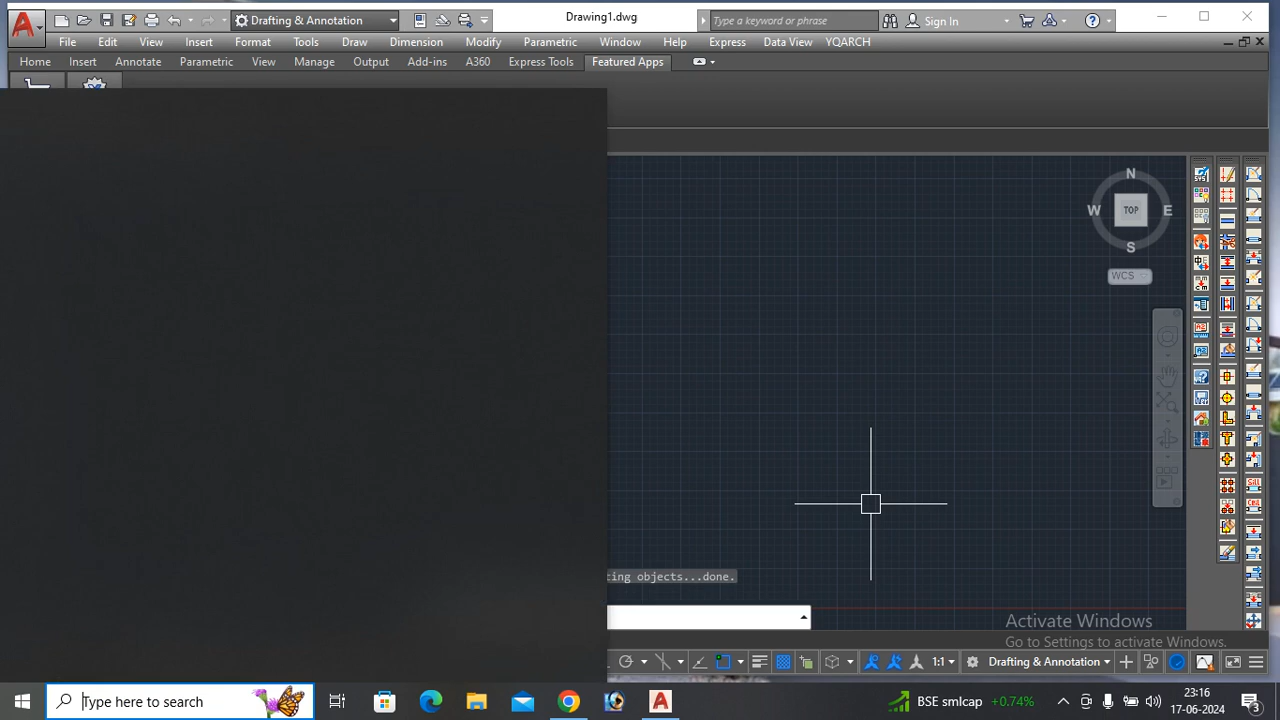 Drafting & Annotation
Drawing1.dwg
Type a keyword or phrase
Sign In
File Edit View Insert Format Tools Draw Dimension Modify Parametric Window Help Express Data View YQARCH
Home Insert Annotate Parametric View Manage Output Add-ins A360 Express Tools Featured Apps
N
W TOP E
S
WCS
Sill
Ceil
ting objects...done.
Activate Windows
Go to Settings to activate Windows.
1:1 Drafting & Annotation
Type here to search
BSE smlcap +0.74%
23:16
17-06-2024
3